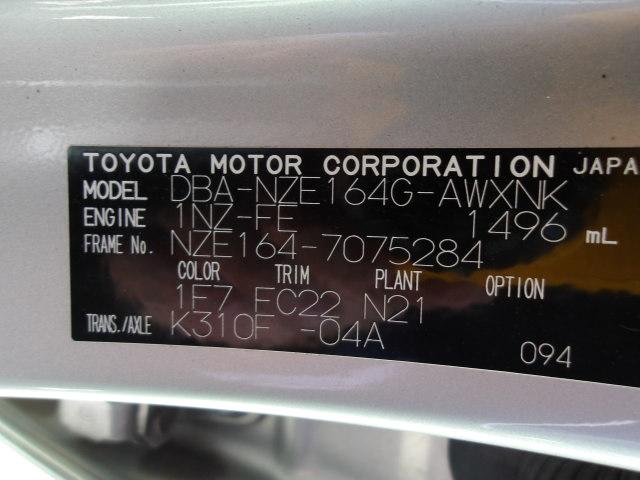 TOYOTA MOTOR CORPORATION JAPA
MODEL DBA-NZE164G-AWXNK
ENGINE 1NZ-FE 1496 mL
FRAME No. NZE164-7075284
COLOR TRIM PLANT OPTION
1F7 FC22 N21
TRANS./AXLE K310F -04A
094